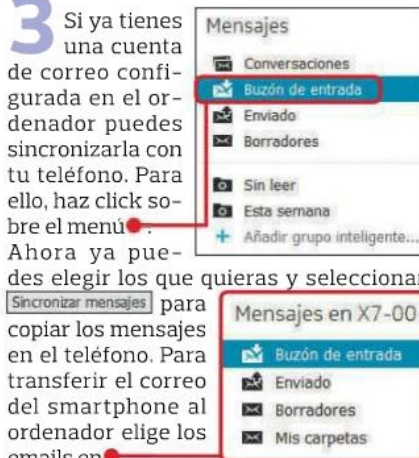 3 Si ya tienes
una cuenta
de correo confi-
gurada en el or-
denador puedes
sincronizarla con
tu teléfono. Para
ello, haz click so-
bre el menú .
Ahora ya pue-
des elegir los que quieras y seleccionar
Sincronizar mensajes para
copiar los mensajes
en el teléfono. Para
transferir el correo
del smartphone al
ordenador elige los
emails en
Mensajes
Conversaciones
Buzón de entrada
Enviado
Borradores
Sin leer
Esta semana
+ Añadir grupo inteligente...
Mensajes en X7-00
Buzón de entrada
Enviado
Borradores
Mis carpetas